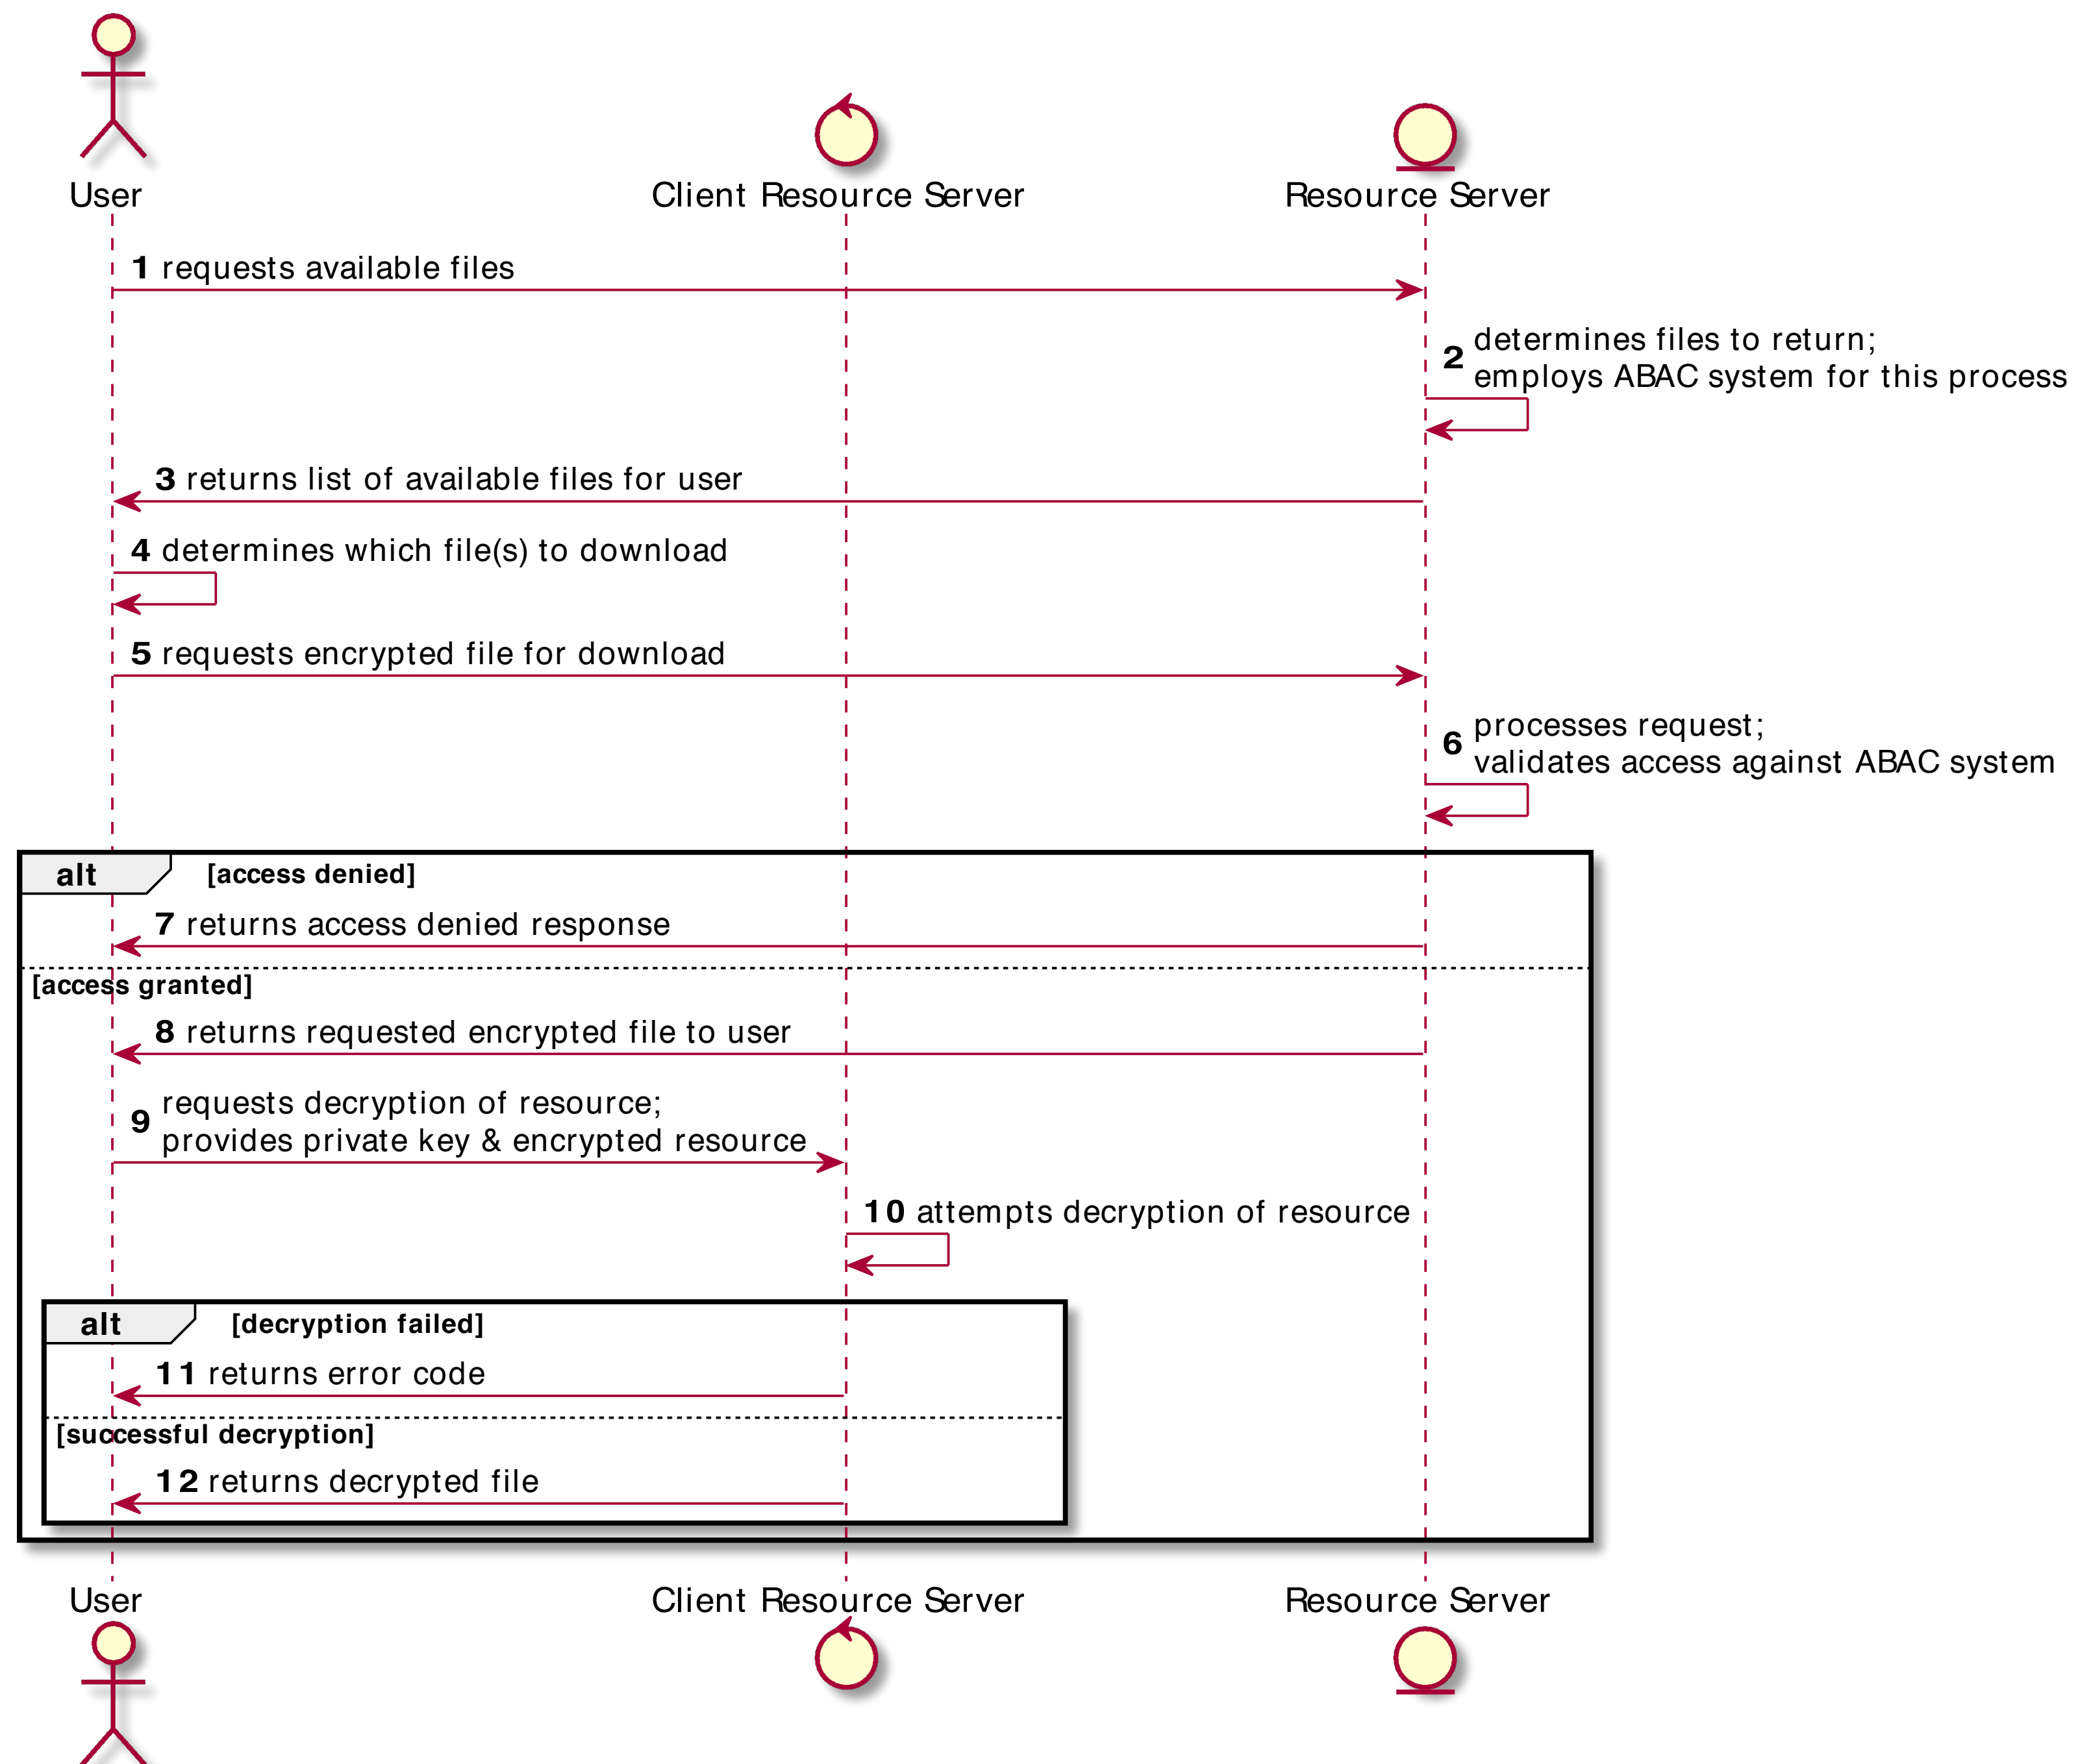 User
Client Resource Server
Resource Server
1 requests available files
2 determines files to return;
employs ABAC system for this process
3 returns list of available files for user
4 determines which file(s) to download
5 requests encrypted file for download
6 processes request;
validates access against ABAC system
alt [access denied]
7 returns access denied response
[access granted]
8 returns requested encrypted file to user
9 requests decryption of resource;
provides private key & encrypted resource
10 attempts decryption of resource
alt [decryption failed]
11 returns error code
[successful decryption]
12 returns decrypted file
User
Client Resource Server
Resource Server